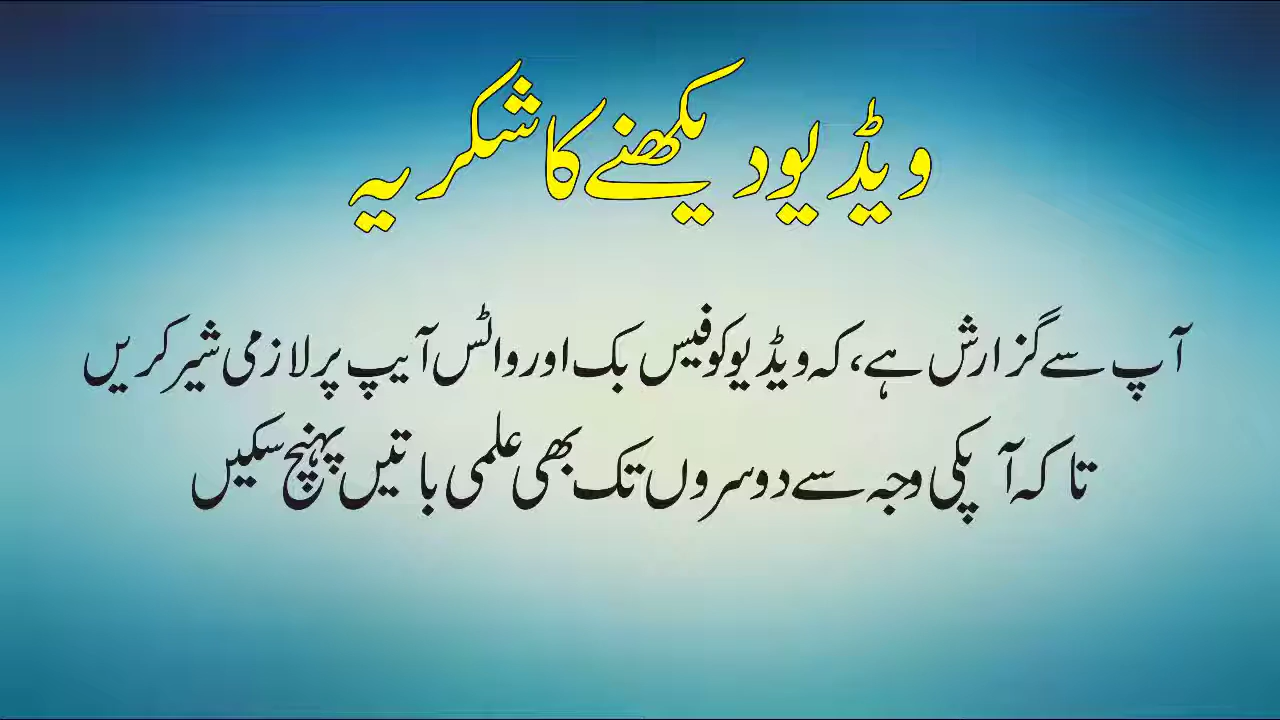 ویڈیو دیکھنے کا شکریہ
آپ سے گزارش ہے، کہ ویڈیو کو فیس بک اور واٹس آیپ پر لازمی شیر کریں
تاکہ آپکی وجہ سے دوسروں تک بھی علمی باتیں پہنچ سکیں